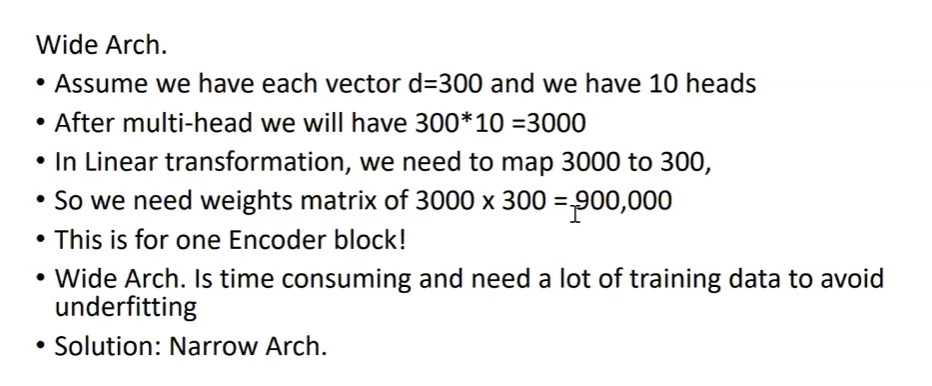 Wide Arch.
• Assume we have each vector d=300 and we have 10 heads
• After multi-head we will have 300*10 =3000
• In Linear transformation, we need to map 3000 to 300,
• So we need weights matrix of 3000 x 300 = 900,000
• This is for one Encoder block!
• Wide Arch. Is time consuming and need a lot of training data to avoid
underfitting
• Solution: Narrow Arch.